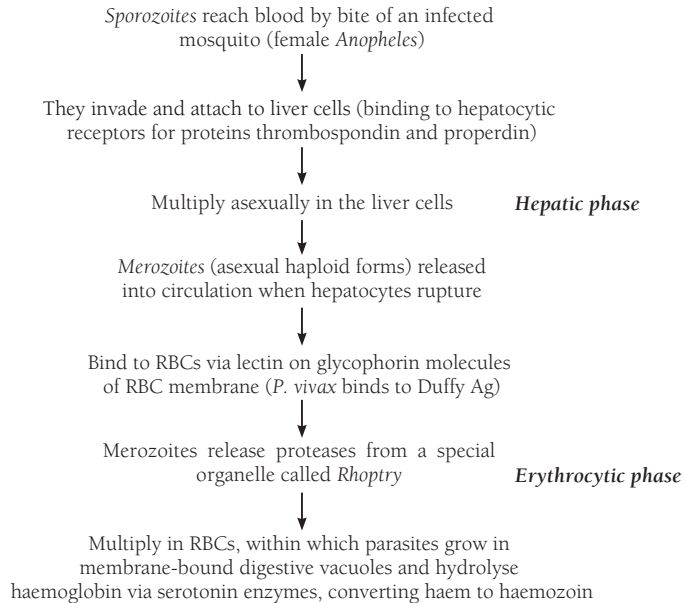 Sporozoites reach blood by bite of an infected
mosquito (female Anopheles)
They invade and attach to liver cells (binding to hepatocytic
receptors for proteins thrombospondin and properdin)
Multiply asexually in the liver cells
Hepatic phase
Merozoites (asexual haploid forms) released
into circulation when hepatocytes rupture
Bind to RBCs via lectin on glycophorin molecules
of RBC membrane (P. vivax binds to Duffy Ag)
Merozoites release proteases from a special
organelle called Rhoptry
Erythrocytic phase
Multiply in RBCs, within which parasites grow in
membrane-bound digestive vacuoles and hydrolyse
haemoglobin via serotonin enzymes, converting haem to haemozoin